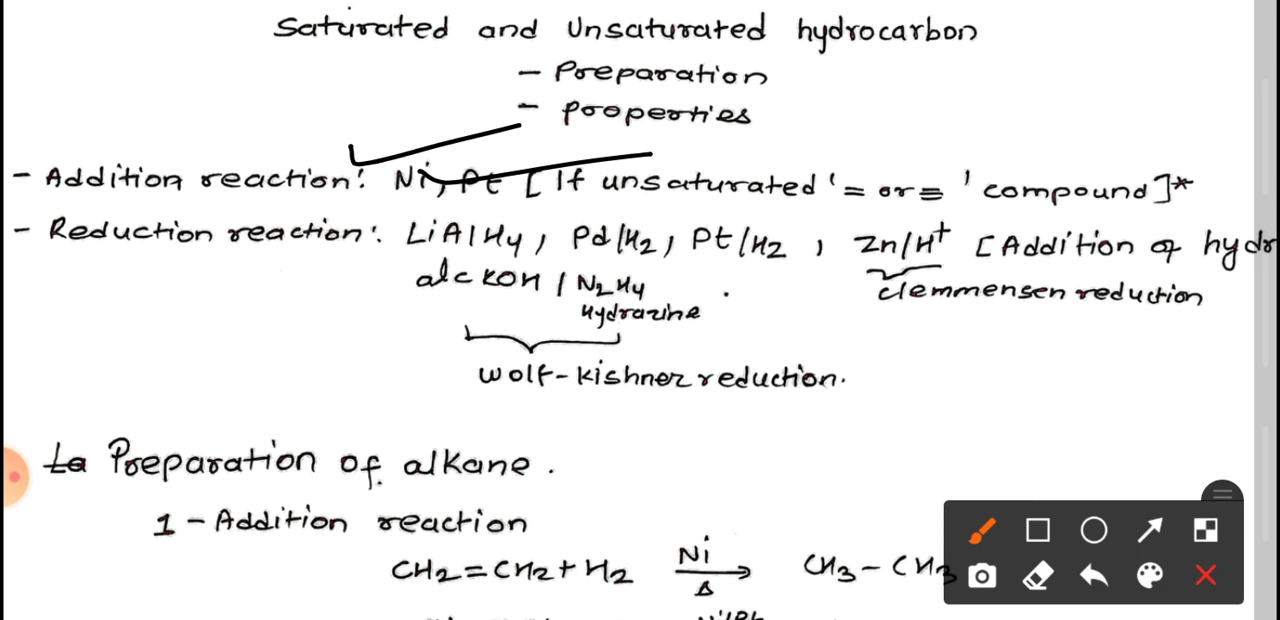 Saturated and Unsaturated hydrocarbon
- Preparation
- properties
- Addition reaction: Ni, Pt [If unsaturated '= or ≡' compound]*
- Reduction reaction: LiAlH4, Pd/H2, Pt/H2, Zn/H+ [Addition of hydr
alc KOH / N2H4
clemmensen reduction
Hydrazine
wolf-kishner reduction.
Preparation of alkane.
1 - Addition reaction
CH2=CH2+H2 Ni Δ → CH3-CH3